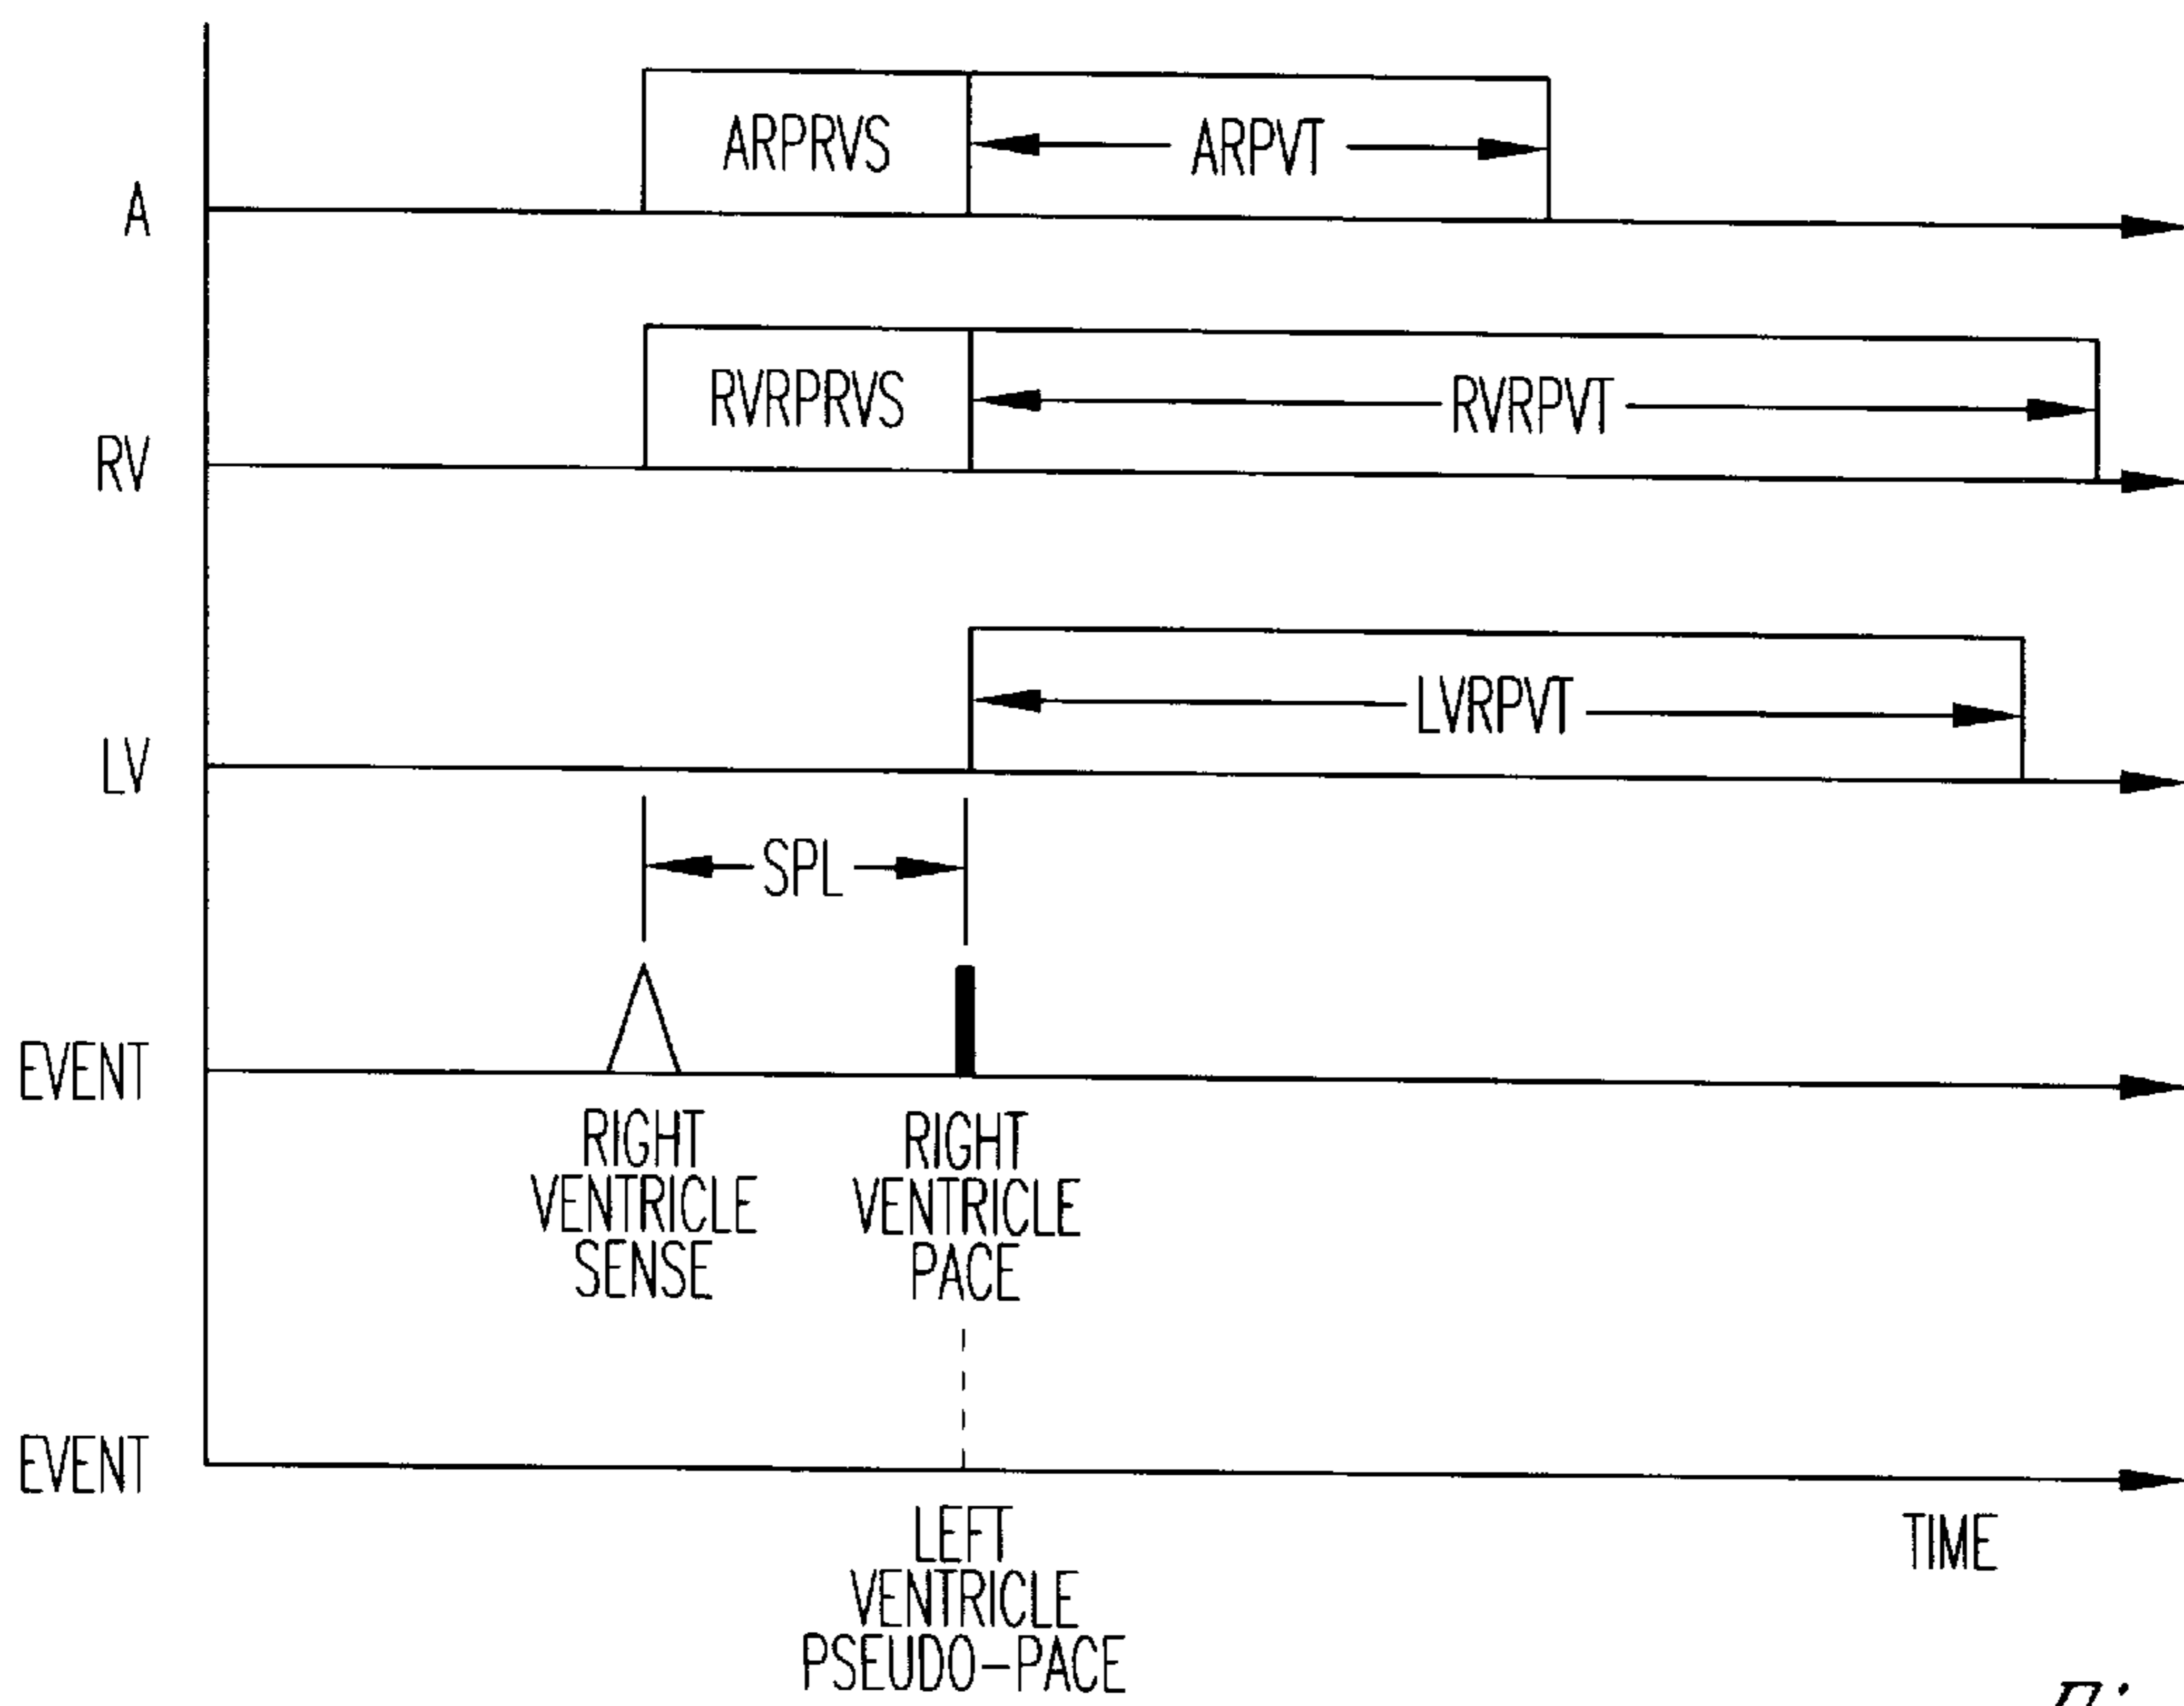 ARPRVS
ARPVT
A
RVRPRVS
RVRPVT
RV
LVRPVT
LV
SPL
EVENT
RIGHT
VENTRICLE
SENSE
RIGHT
VENTRICLE
PACE
EVENT
TIME
LEFT
VENTRICLE
PSEUDO-PACE